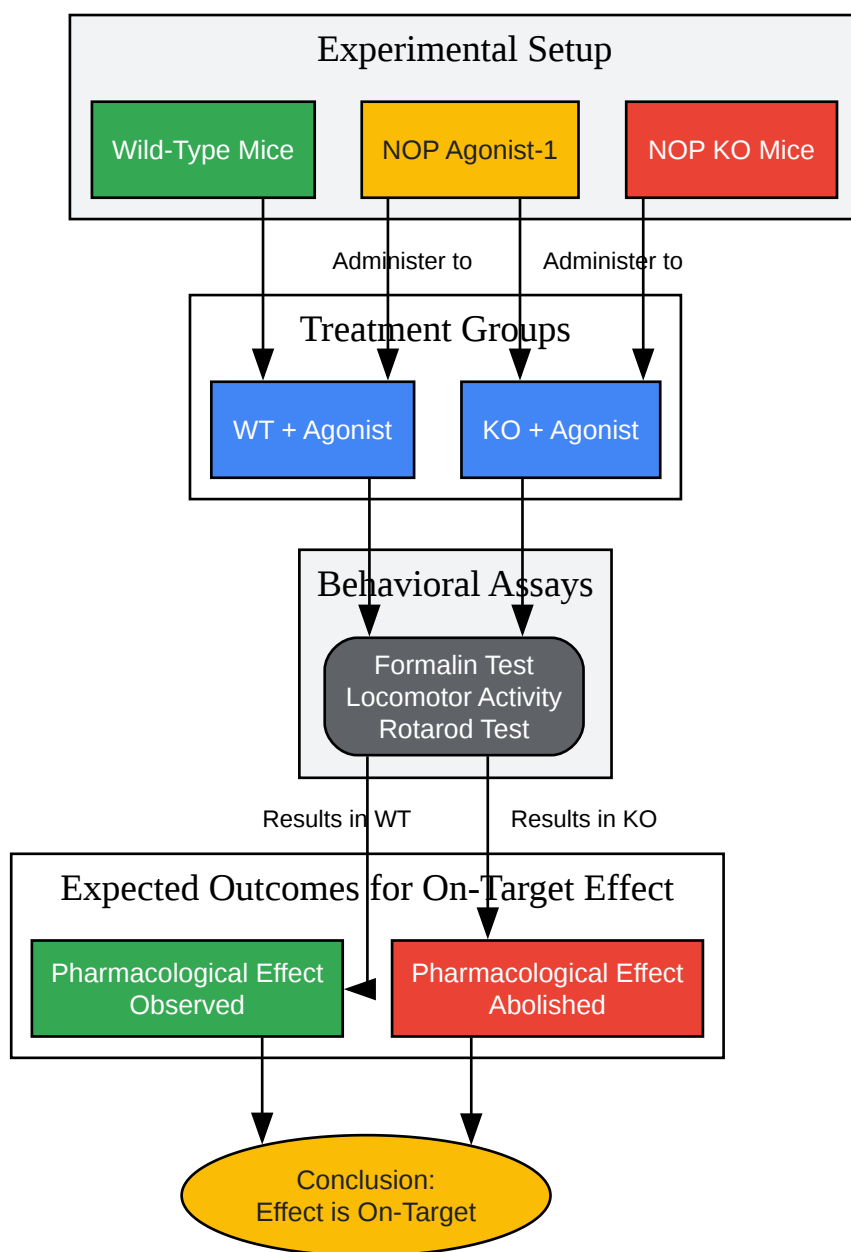 Experimental Setup
Wild-Type Mice
NOP Agonist-1
NOP KO Mice
Administer to
Administer to
Treatment Groups
WT + Agonist
KO + Agonist
Behavioral Assays
Formalin Test
Locomotor Activity
Rotarod Test
Results in WT
Results in KO
Expected Outcomes for On-Target Effect
Pharmacological Effect
Observed
Pharmacological Effect
Abolished
Conclusion:
Effect is On-Target